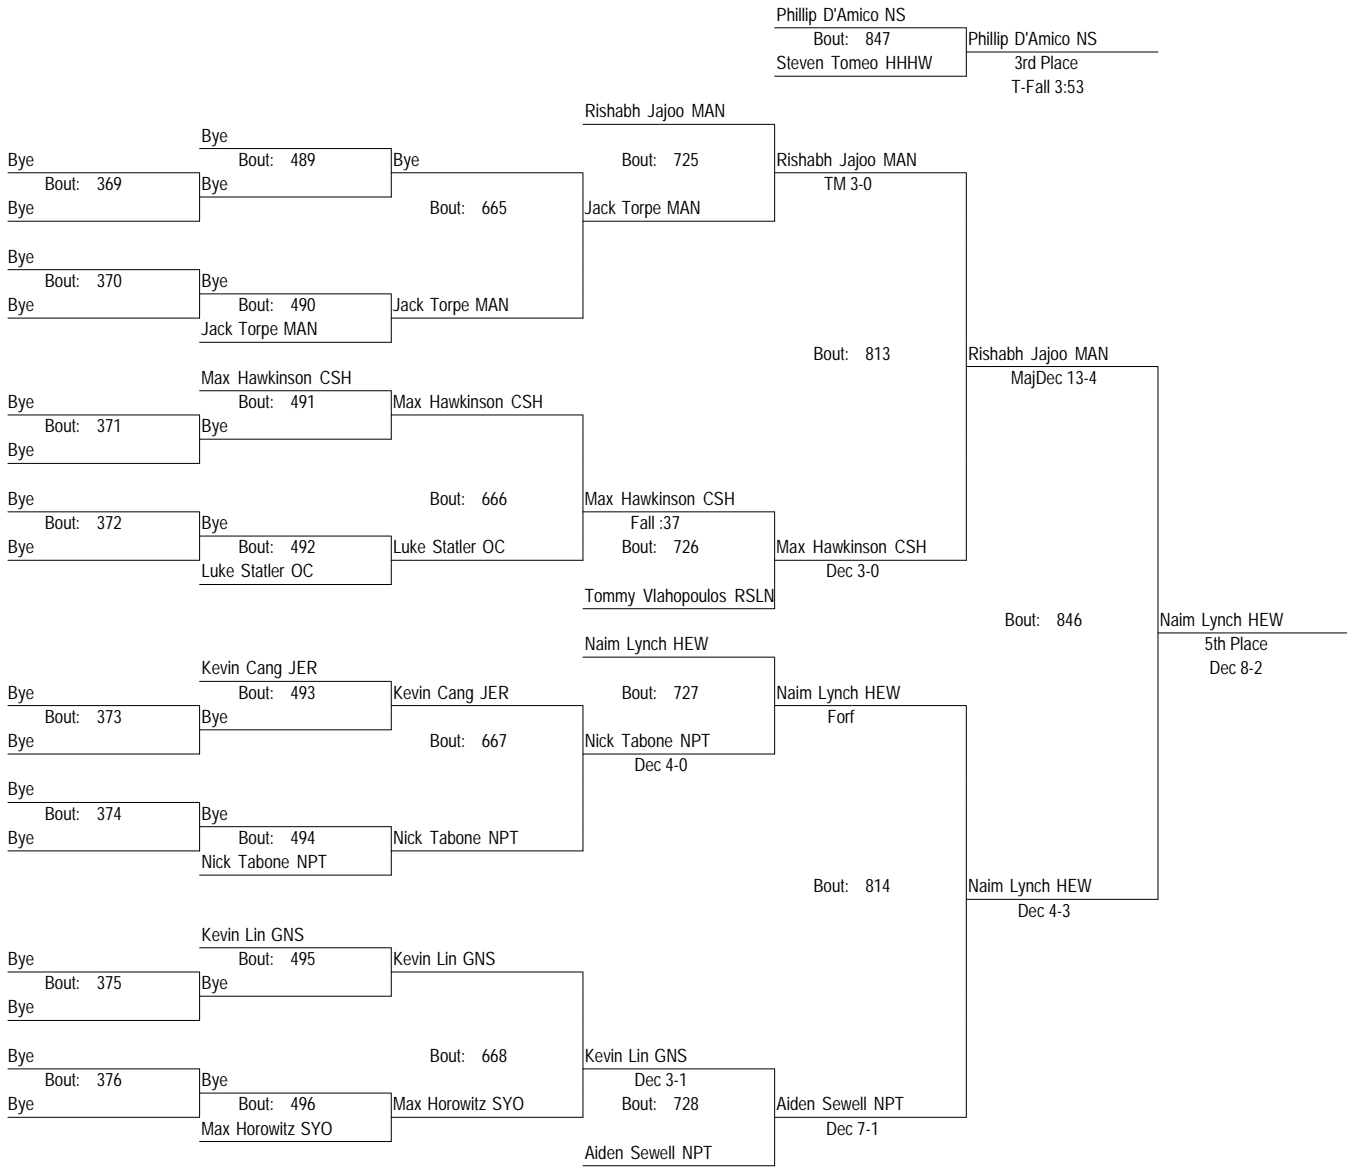 Phillip D'Amico NS
Bout: 847
Phillip D'Amico NS
Steven Tomeo HHHW
3rd Place
T-Fall 3:53
Rishabh Jajoo MAN
Bye
Bye
Bout: 489
Bye
Bout: 725
Rishabh Jajoo MAN
Bout: 369
Bye
TM 3-0
Bye
Bout: 665
Jack Torpe MAN
Bye
Bout: 370
Bye
Bye
Bout: 490
Jack Torpe MAN
Jack Torpe MAN
Bout: 813
Rishabh Jajoo MAN
Max Hawkinson CSH
MajDec 13-4
Bye
Bout: 491
Max Hawkinson CSH
Bout: 371
Bye
Bye
Bye
Bout: 666
Max Hawkinson CSH
Bout: 372
Bye
Fall :37
Bye
Bout: 492
Luke Statler OC
Bout: 726
Max Hawkinson CSH
Luke Statler OC
Dec 3-0
Tommy Vlahopoulos RSLN
Bout: 846
Naim Lynch HEW
Naim Lynch HEW
5th Place
Kevin Cang JER
Dec 8-2
Bye
Bout: 493
Kevin Cang JER
Bout: 727
Naim Lynch HEW
Bout: 373
Bye
Forf
Bye
Bout: 667
Nick Tabone NPT
Dec 4-0
Bye
Bout: 374
Bye
Bye
Bout: 494
Nick Tabone NPT
Nick Tabone NPT
Bout: 814
Naim Lynch HEW
Dec 4-3
Kevin Lin GNS
Bye
Bout: 495
Kevin Lin GNS
Bout: 375
Bye
Bye
Bye
Bout: 668
Kevin Lin GNS
Bout: 376
Bye
Dec 3-1
Bye
Bout: 496
Max Horowitz SYO
Bout: 728
Aiden Sewell NPT
Max Horowitz SYO
Dec 7-1
Aiden Sewell NPT